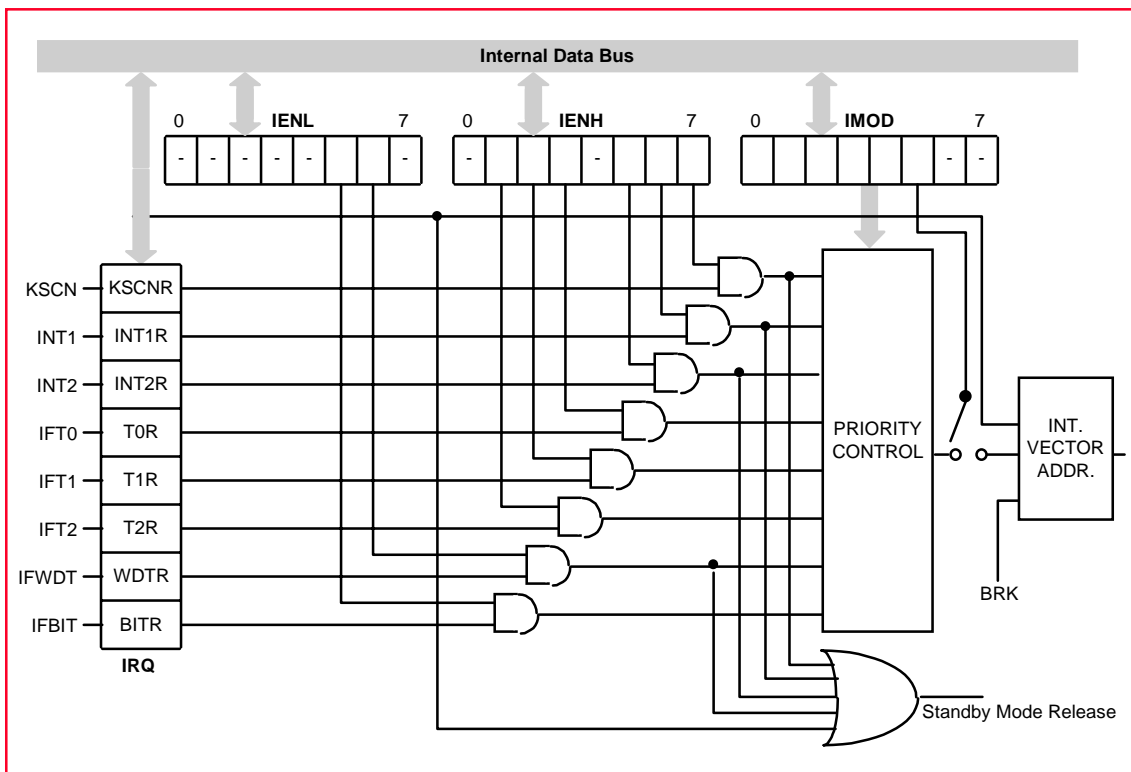 Internal Data Bus
0 IENL 7 0 IENH 7 0 IMOD 7
- - - - - - - - - -
KSCN KSCNR
INT1 INT1R
INT2 INT2R
IFT0 T0R
IFT1 T1R
IFT2 T2R
IFWDT WDTR
IFBIT BITR
IRQ
PRIORITY
CONTROL
INT.
VECTOR
ADDR.
BRK
Standby Mode Release